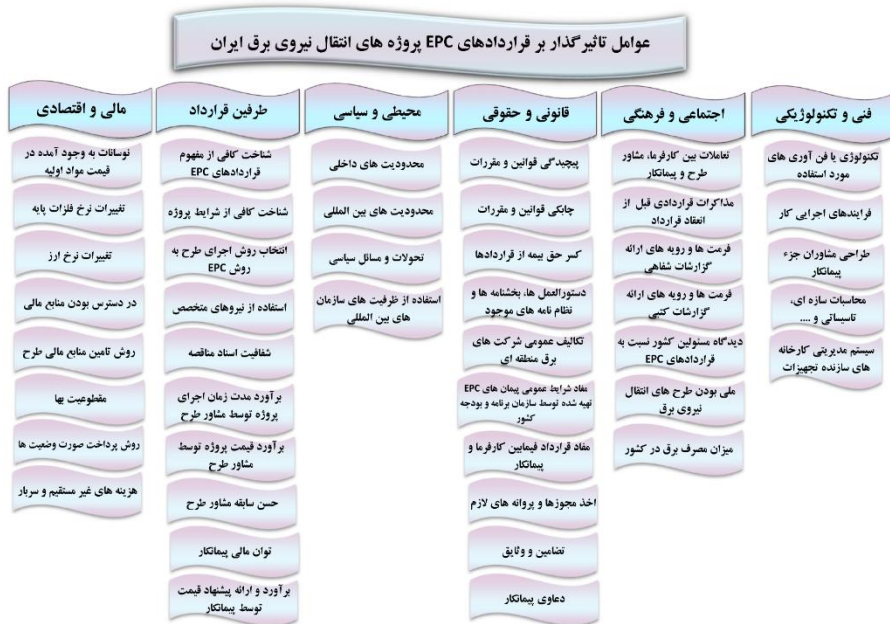 عوامل تاثیرگذار بر قراردادهای EPC پروژه های انتقال نیروی برق ایران
فنی و تکنولوژیکی
تکنولوژی یا فن آوری های
مورد استفاده
فرایندهای اجرایی کار
طراحی مشاوران جزء
پیمانکار
محاسبات سازه ای،
تاسیساتی و ....
سیستم مدیریتی کارخانه
های سازنده تجهیزات
اجتماعی و فرهنگی
تعاملات بین کارفرما، مشاور
طرح و پیمانکار
مذاکرات قراردادی قبل از
انعقاد قرارداد
فرمت ها و رویه های ارائه
گزارشات شفاهی
فرمت ها و رویه های ارائه
گزارشات کتبی
دیدگاه مسئولین کشور نسبت به
قراردادهای EPC
ملی بودن طرح های انتقال
نیروی برق
میزان مصرف برق در کشور
قانونی و حقوقی
پیچیدگی قوانین و مقررات
چابکی قوانین و مقررات
کسر حق بیمه از قراردادها
دستورالعمل ها، بخشنامه ها و
نظام نامه های موجود
تکالیف عمومی شرکت های
برق منطقه ای
مفاد شرایط عمومی پیمان های EPC
تهیه شده توسط سازمان برنامه و بودجه
کشور
مفاد قرارداد فیمابین کارفرما و
پیمانکار
اخذ مجوزها و پروانه های لازم
تضامین و وثایق
دعاوی پیمانکار
محیطی و سیاسی
محدودیت های داخلی
محدودیت های بین المللی
تحولات و مسائل سیاسی
استفاده از ظرفیت های سازمان
های بین المللی
طرفین قرارداد
شناخت کافی از مفهوم
قراردادهای EPC
شناخت کافی از شرایط پروژه
انتخاب روش اجرای طرح به
روش EPC
استفاده از نیروهای متخصص
شفافیت اسناد مناقصه
برآورد مدت زمان اجرای
پروژه توسط مشاور طرح
برآورد قیمت پروژه توسط
مشاور طرح
حسن سابقه مشاور طرح
توان مالی پیمانکار
برآورد و ارائه پیشنهاد قیمت
توسط پیمانکار
مالی و اقتصادی
نوسانات به وجود آمده در
قیمت مواد اولیه
تغییرات نرخ فلزات پایه
تغییرات نرخ ارز
در دسترس بودن منابع مالی
روش تامین منابع مالی طرح
مقطوعیت بها
روش پرداخت صورت وضعیت ها
هزینه های غیر مستقیم و سربار